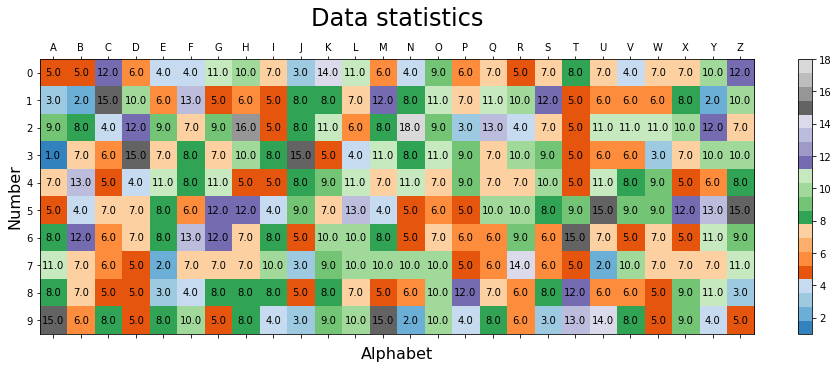 Data statistics
A B C D E F G H I J K L M N O P Q R S T U V W X Y Z
0 5.0 5.0 12.0 6.0 4.0 4.0 11.0 10.0 7.0 3.0 14.0 11.0 6.0 4.0 9.0 6.0 7.0 5.0 7.0 8.0 7.0 4.0 7.0 7.0 10.0 12.0
1 3.0 2.0 15.0 10.0 6.0 13.0 5.0 6.0 5.0 8.0 8.0 7.0 12.0 8.0 11.0 7.0 11.0 10.0 12.0 5.0 6.0 6.0 6.0 8.0 2.0 10.0
2 9.0 8.0 4.0 12.0 9.0 7.0 9.0 16.0 5.0 8.0 11.0 6.0 8.0 18.0 9.0 3.0 13.0 4.0 7.0 5.0 11.0 11.0 11.0 10.0 12.0 7.0
3 1.0 7.0 6.0 15.0 7.0 8.0 7.0 10.0 8.0 15.0 5.0 4.0 11.0 8.0 11.0 9.0 7.0 10.0 9.0 5.0 6.0 6.0 3.0 7.0 10.0 10.0
4 7.0 13.0 5.0 4.0 11.0 8.0 11.0 5.0 5.0 8.0 9.0 11.0 7.0 11.0 7.0 9.0 7.0 7.0 10.0 5.0 11.0 8.0 9.0 5.0 6.0 8.0
5 5.0 4.0 7.0 7.0 8.0 6.0 12.0 12.0 4.0 9.0 7.0 13.0 4.0 5.0 6.0 5.0 10.0 10.0 8.0 9.0 15.0 9.0 9.0 12.0 13.0 15.0
6 8.0 12.0 6.0 7.0 8.0 13.0 12.0 7.0 8.0 5.0 10.0 10.0 8.0 5.0 7.0 6.0 6.0 9.0 6.0 15.0 7.0 5.0 7.0 5.0 11.0 9.0
7 11.0 7.0 6.0 5.0 2.0 7.0 7.0 7.0 10.0 3.0 9.0 10.0 10.0 10.0 10.0 5.0 6.0 14.0 6.0 5.0 2.0 10.0 7.0 7.0 7.0 11.0
8 8.0 7.0 5.0 5.0 3.0 4.0 8.0 8.0 8.0 5.0 8.0 7.0 5.0 6.0 10.0 12.0 7.0 6.0 8.0 12.0 6.0 6.0 5.0 9.0 11.0 3.0
9 15.0 6.0 8.0 5.0 8.0 10.0 5.0 8.0 4.0 3.0 9.0 10.0 15.0 2.0 10.0 4.0 8.0 6.0 3.0 13.0 14.0 8.0 5.0 9.0 4.0 5.0
Number
Alphabet
18
16
14
12
10
8
6
4
2